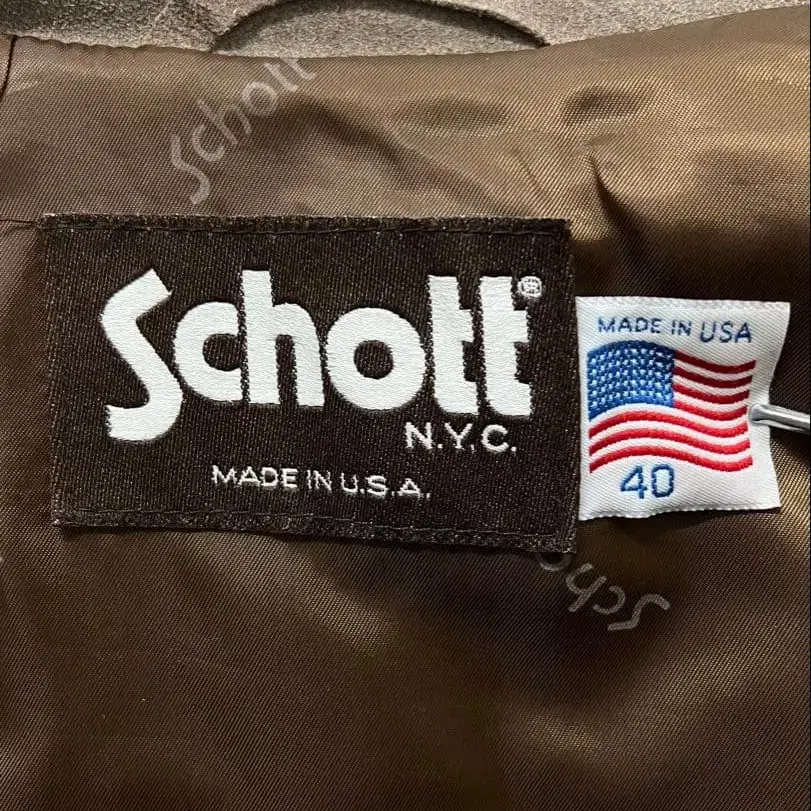 Schott
Schott®
N.Y.C.
MADE IN U.S.A.
MADE IN USA
40
Schott